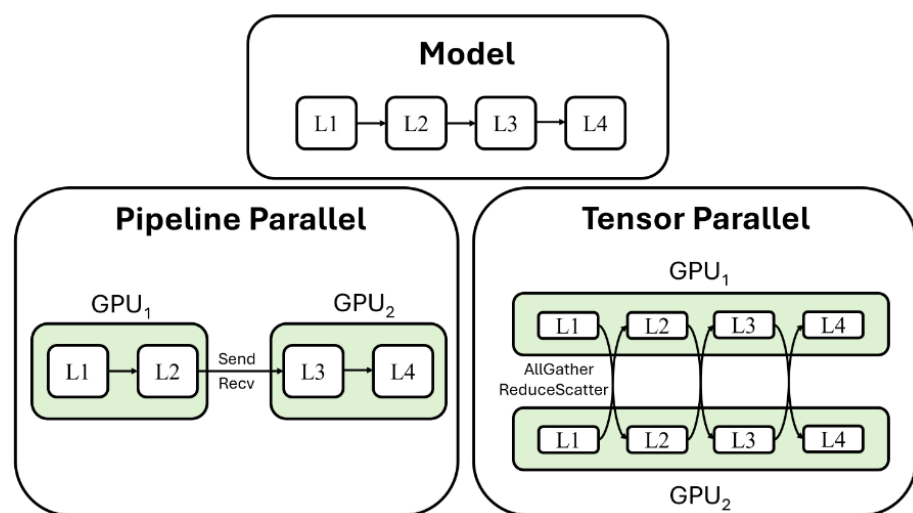 Model
L1 L2 L3 L4
Pipeline Parallel
GPU₁ GPU₂
L1 L2 Send Recv L3 L4
Tensor Parallel
GPU₁
L1 L2 L3 L4
AllGather
ReduceScatter
L1 L2 L3 L4
GPU₂